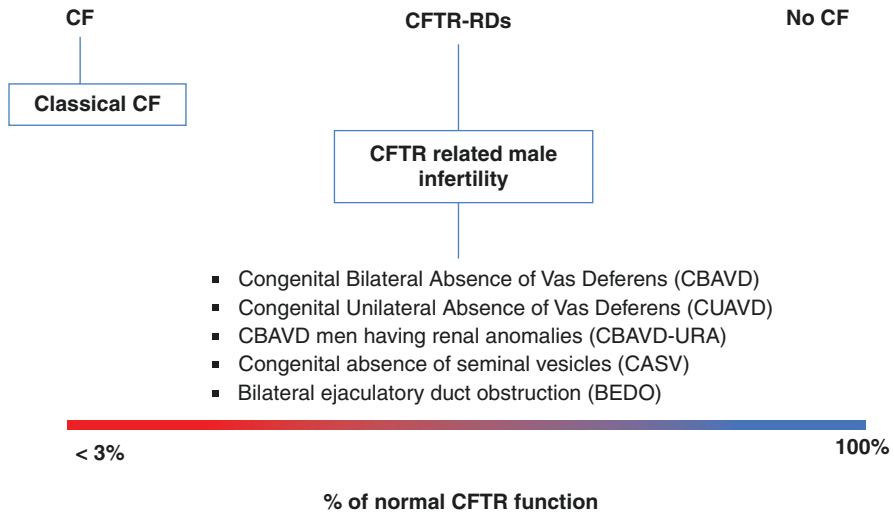 CF
CFTR-RDs
No CF
Classical CF
CFTR related male
infertility
▪ Congenital Bilateral Absence of Vas Deferens (CBAVD)
▪ Congenital Unilateral Absence of Vas Deferens (CUAVD)
▪ CBAVD men having renal anomalies (CBAVD-URA)
▪ Congenital absence of seminal vesicles (CASV)
▪ Bilateral ejaculatory duct obstruction (BEDO)
< 3%
100%
% of normal CFTR function